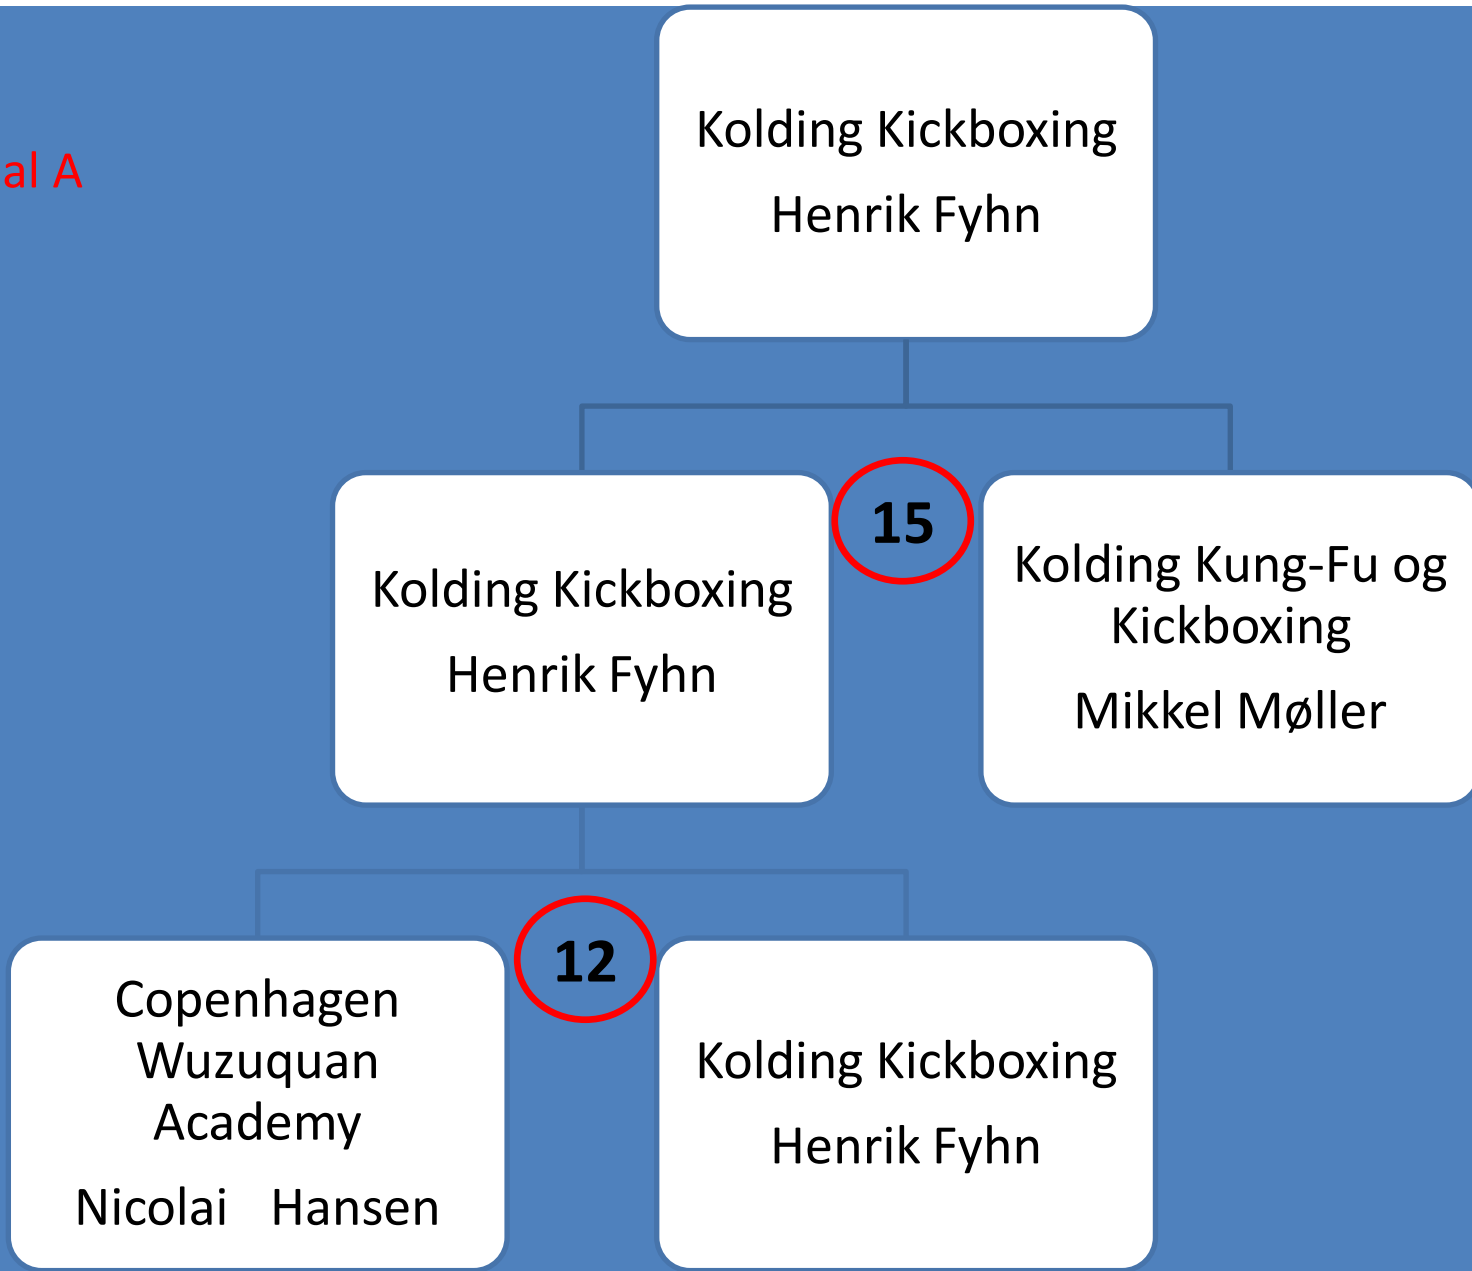 Kolding Kickboxing
Henrik Fyhn
al A
15
Kolding Kickboxing
Henrik Fyhn
Kolding Kung-Fu og
Kickboxing
Mikkel Møller
12
Copenhagen
Wuzuquan
Academy
Nicolai Hansen
Kolding Kickboxing
Henrik Fyhn